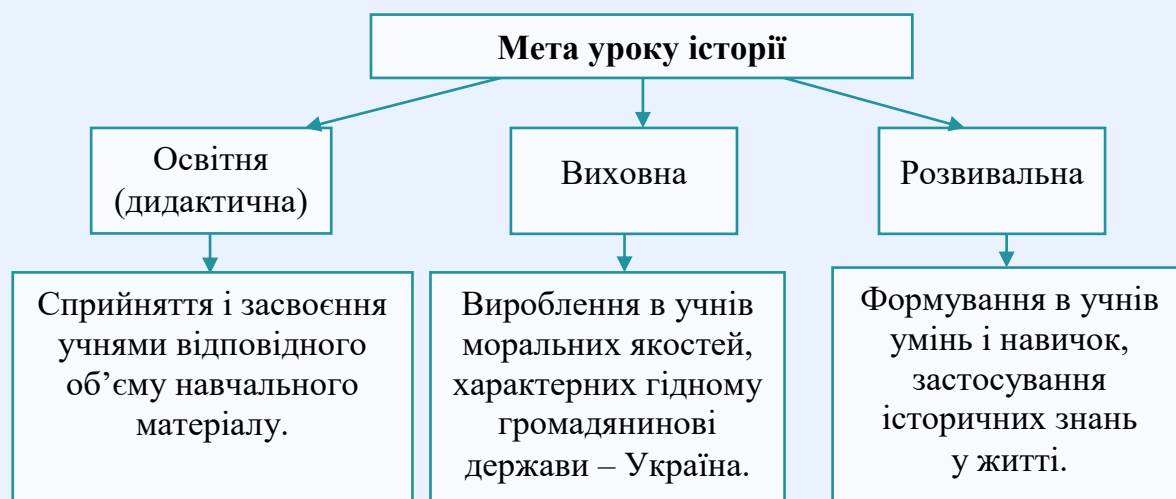 Мета уроку історії
Освітня
(дидактична)
Виховна
Розвивальна
Сприйняття і засвоєння
учнями відповідного
об’єму навчального
матеріалу.
Вироблення в учнів
моральних якостей,
характерних гідному
громадянинові
держави – Україна.
Формування в учнів
умінь і навичок,
застосування
історичних знань
у житті.